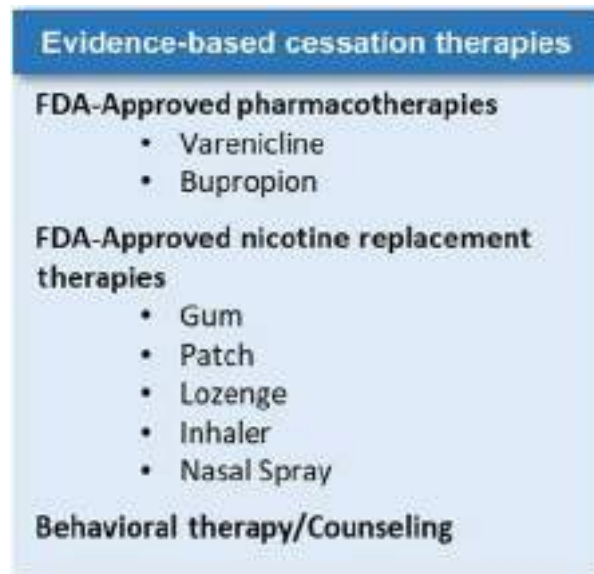 Evidence-based cessation therapies
FDA-Approved pharmacotherapies
• Varenicline
• Bupropion
FDA-Approved nicotine replacement
therapies
• Gum
• Patch
• Lozenge
• Inhaler
• Nasal Spray
Behavioral therapy/Counseling